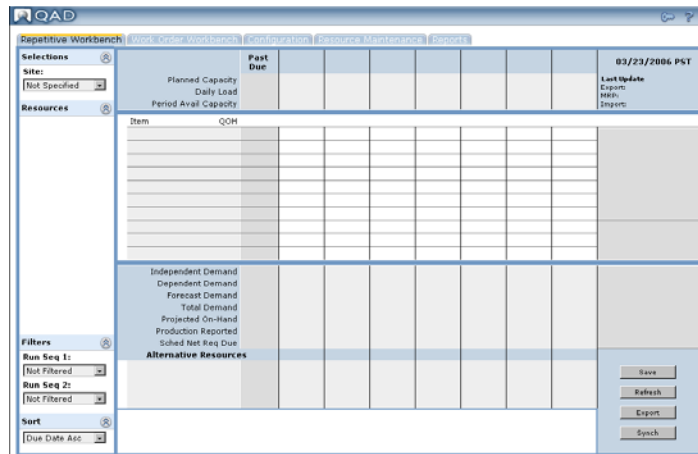 QAD
?
Repetitive Workbench Work Order Workbench Configuration Resource Maintenance Reports
Selections
Site:
Not Specified
Resources
Past Due
Planned Capacity
Daily Load
Period Avail Capacity
03/23/2006 PST
Last Update
Export:
MRP:
Import:
Item QOH
Independent Demand
Dependent Demand
Forecast Demand
Total Demand
Projected On-Hand
Production Reported
Sched Net Req Due
Alternative Resources
Filters
Run Seq 1:
Not Filtered
Run Seq 2:
Not Filtered
Sort
Due Date Asc
Save
Refresh
Export
Synch